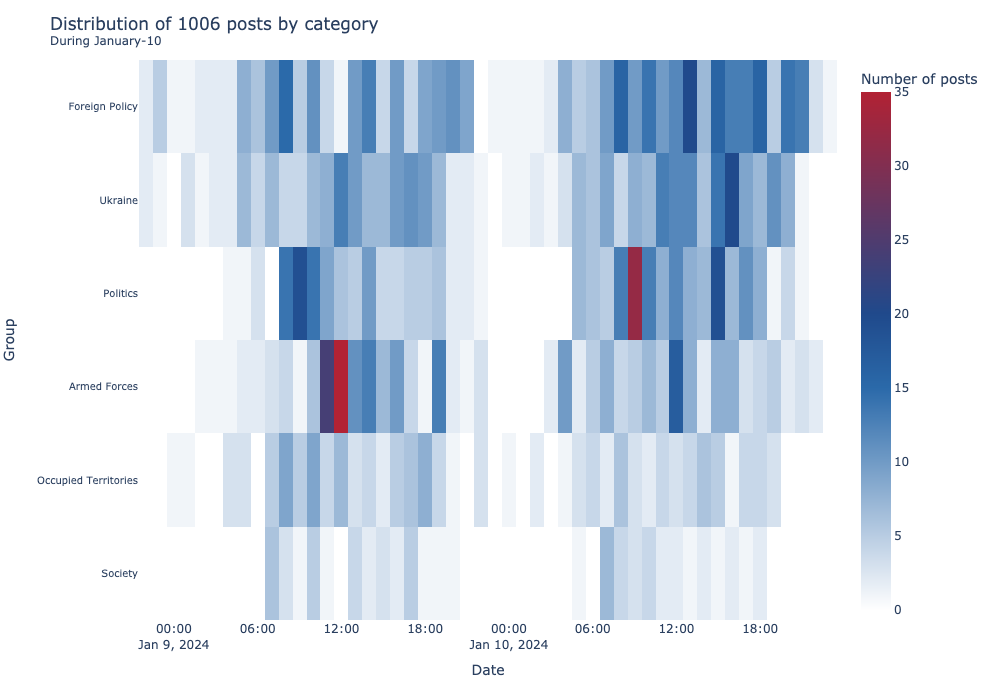 Distribution of 1006 posts by category
During January-10
Number of posts
35
30
25
20
15
10
5
0
Group
Foreign Policy
Ukraine
Politics
Armed Forces
Occupied Territories
Society
00:00 06:00 12:00 18:00 00:00 06:00 12:00 18:00
Jan 9, 2024 Jan 10, 2024
Date